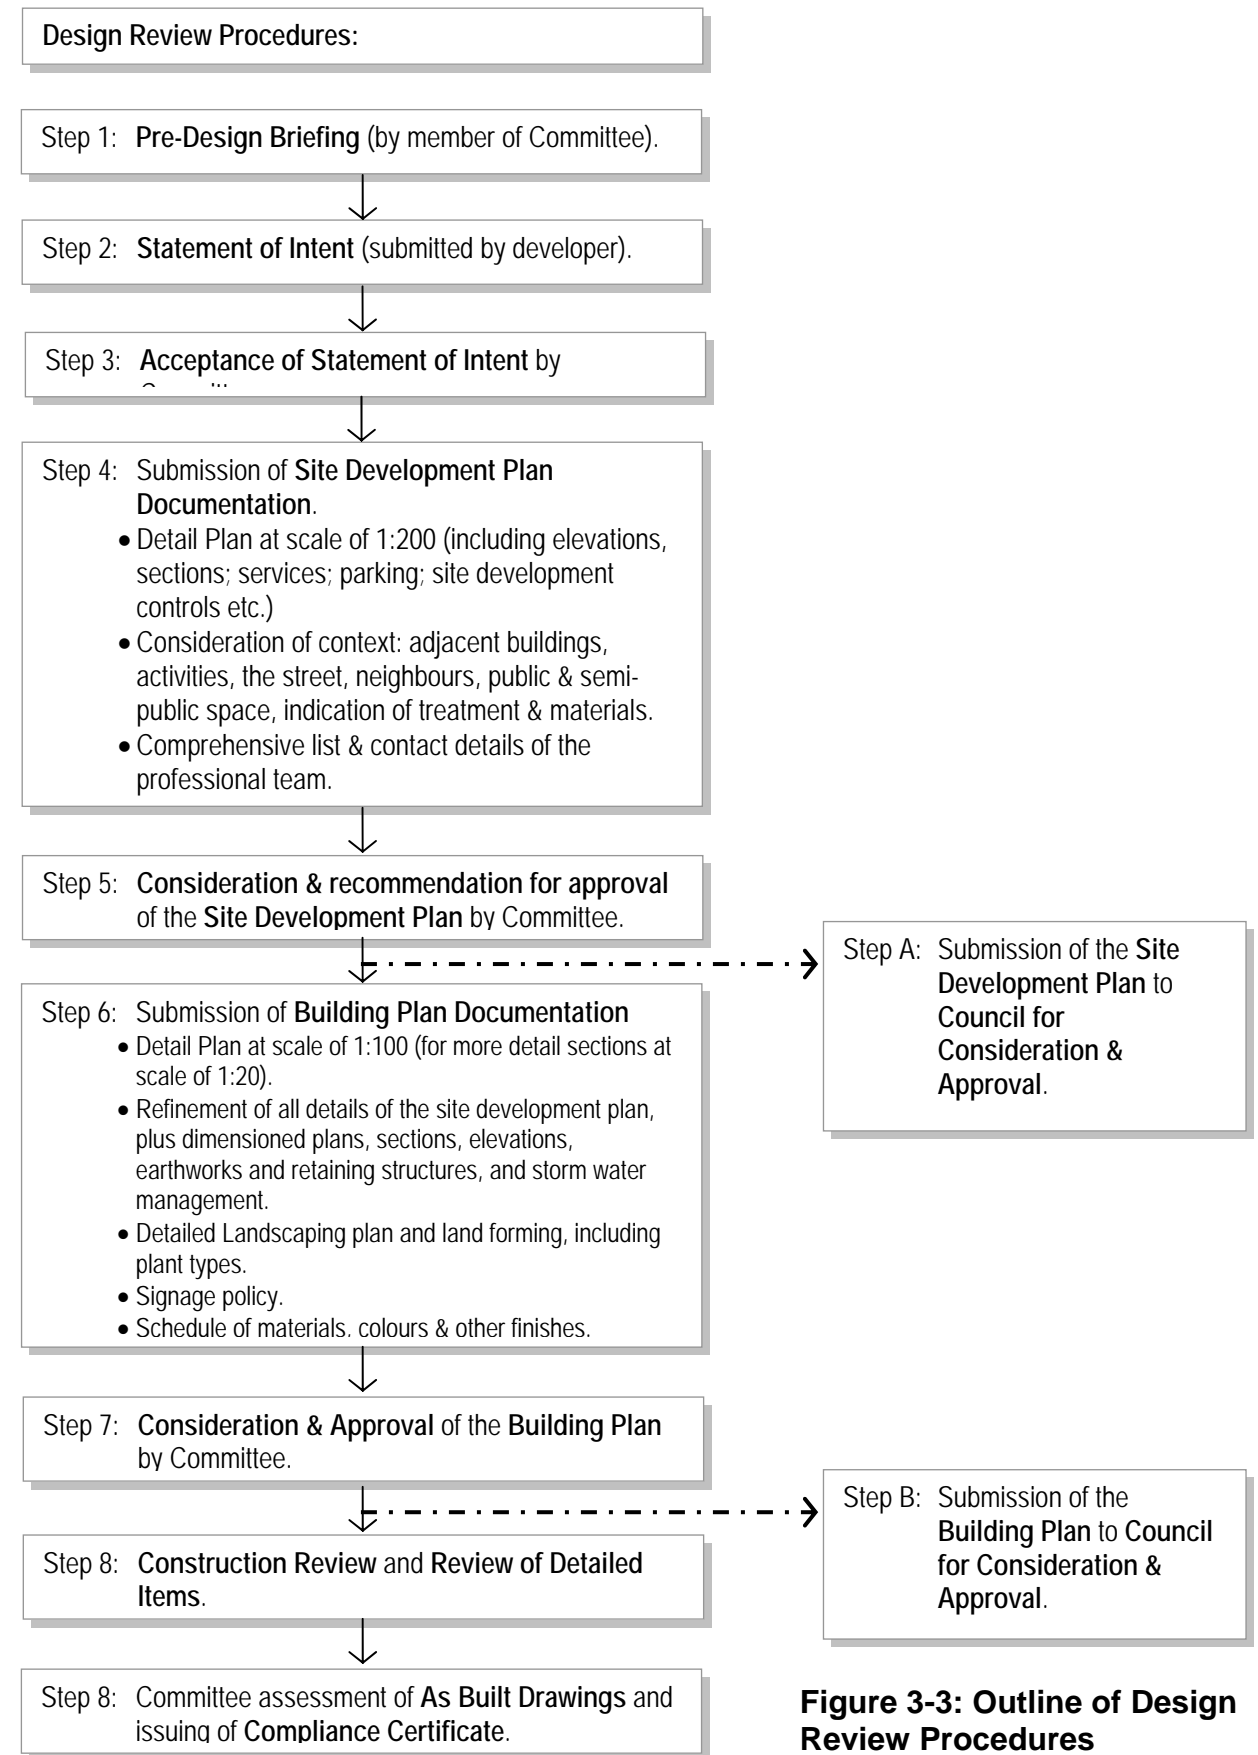 Design Review Procedures:
Step 1: Pre-Design Briefing (by member of Committee).
Step 2: Statement of Intent (submitted by developer).
Step 3: Acceptance of Statement of Intent by
Step 4: Submission of Site Development Plan
Documentation.
• Detail Plan at scale of 1:200 (including elevations,
sections; services; parking; site development
controls etc.)
• Consideration of context: adjacent buildings,
activities, the street, neighbours, public & semi-
public space, indication of treatment & materials.
• Comprehensive list & contact details of the
professional team.
Step 5: Consideration & recommendation for approval
of the Site Development Plan by Committee.
Step A: Submission of the Site
Development Plan to
Council for
Consideration &
Approval.
Step 6: Submission of Building Plan Documentation
• Detail Plan at scale of 1:100 (for more detail sections at
scale of 1:20).
• Refinement of all details of the site development plan,
plus dimensioned plans, sections, elevations,
earthworks and retaining structures, and storm water
management.
• Detailed Landscaping plan and land forming, including
plant types.
• Signage policy.
• Schedule of materials. colours & other finishes.
Step 7: Consideration & Approval of the Building Plan
by Committee.
Step B: Submission of the
Building Plan to Council
for Consideration &
Approval.
Step 8: Construction Review and Review of Detailed
Items.
Step 8: Committee assessment of As Built Drawings and
issuing of Compliance Certificate.
Figure 3-3: Outline of Design
Review Procedures